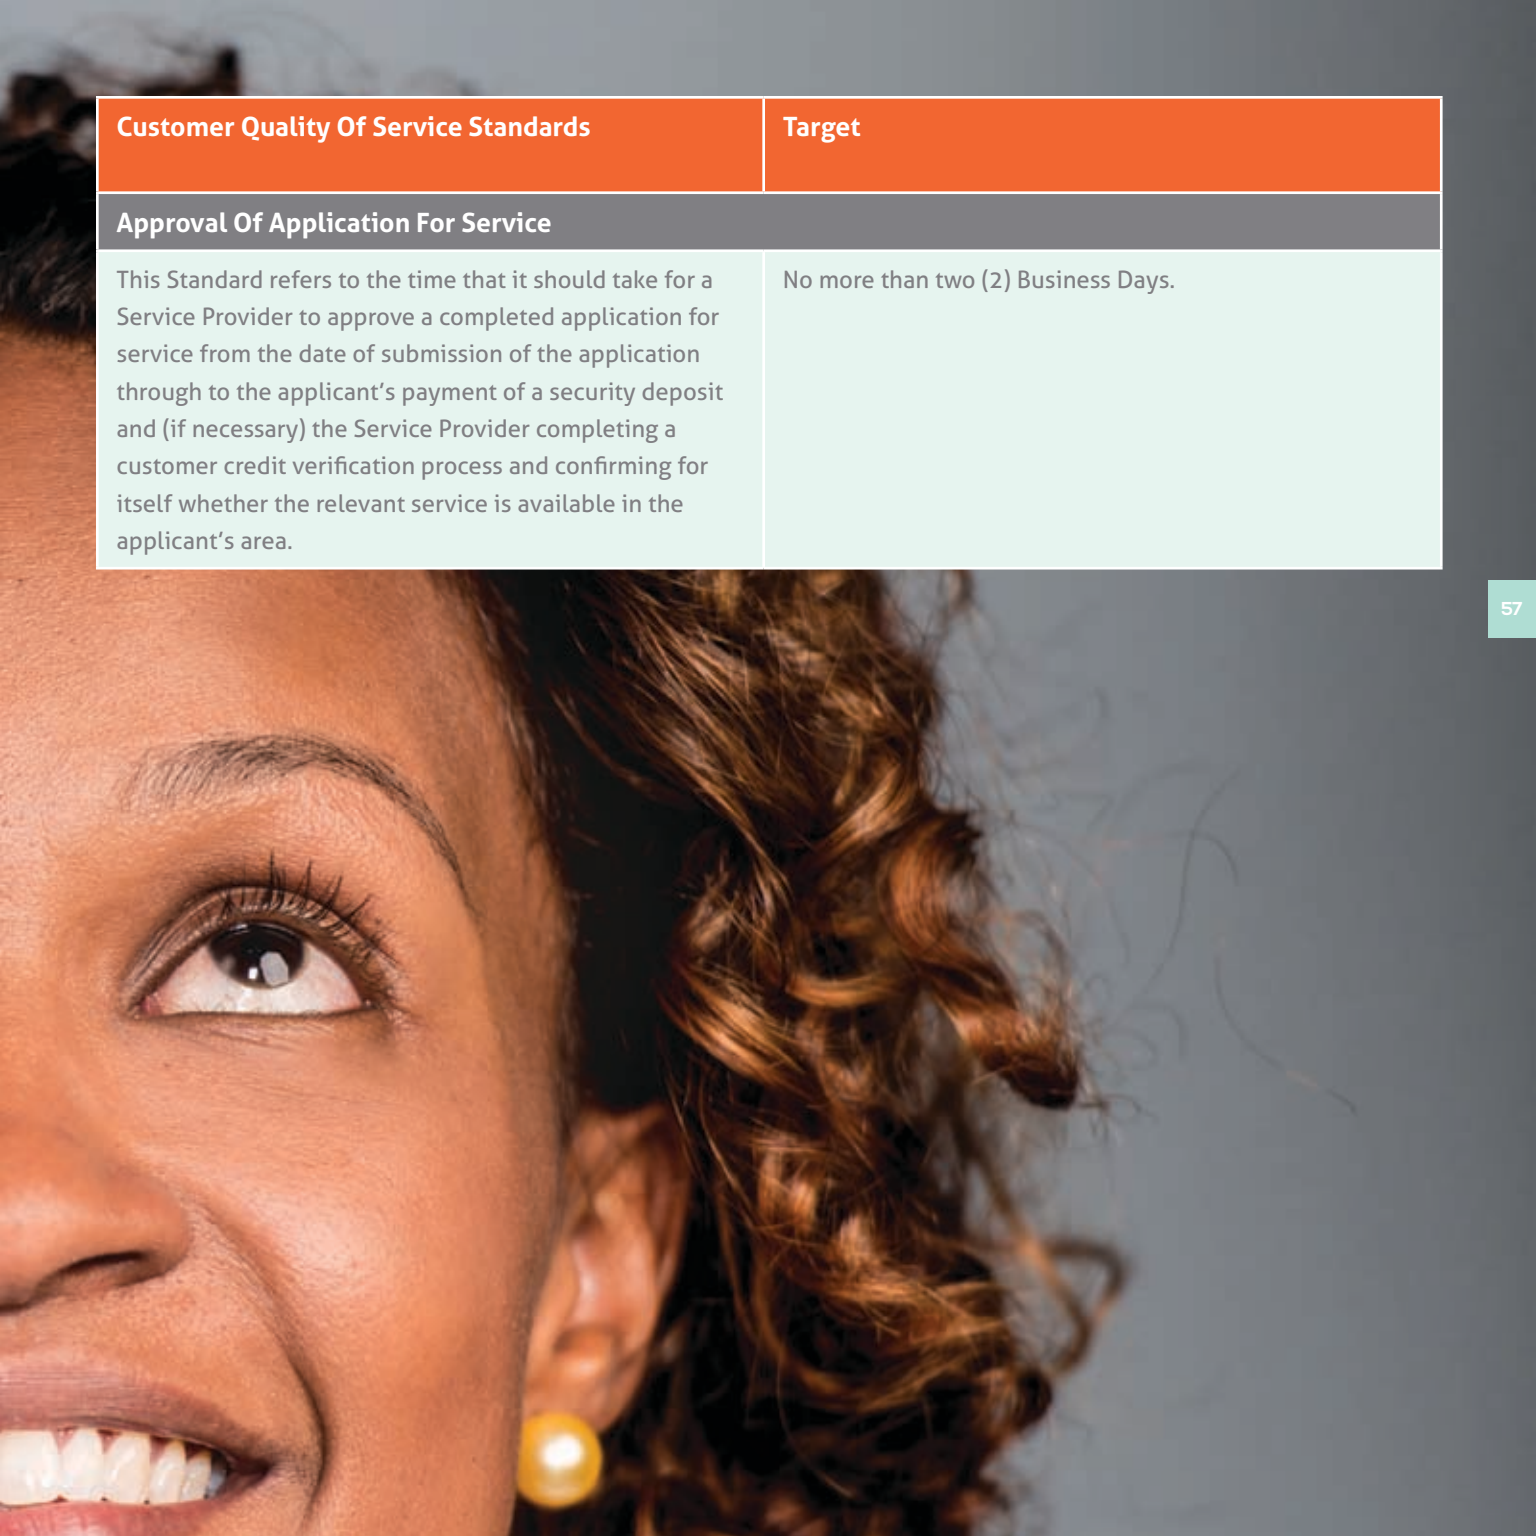 Customer Quality Of Service Standards
Target
Approval Of Application For Service
This Standard refers to the time that it should take for a
Service Provider to approve a completed application for
service from the date of submission of the application
through to the applicant’s payment of a security deposit
and (if necessary) the Service Provider completing a
customer credit verification process and confirming for
itself whether the relevant service is available in the
applicant’s area.
No more than two (2) Business Days.
57